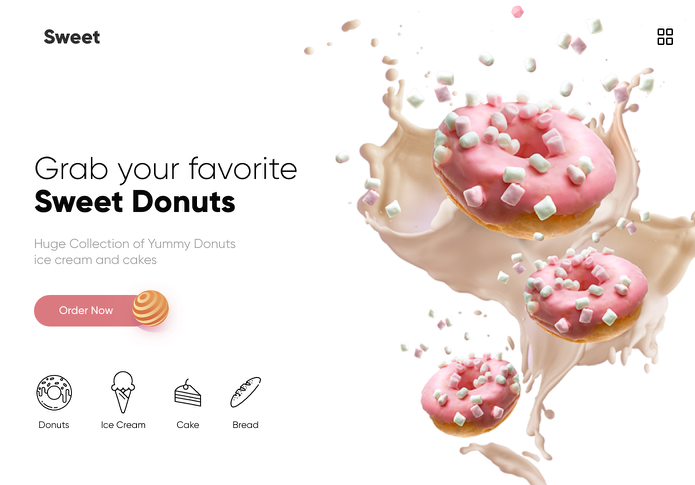 Sweet
Grab your favorite
Sweet Donuts
Huge Collection of Yummy Donuts
ice cream and cakes
Order Now
Donuts
Ice Cream
Cake
Bread